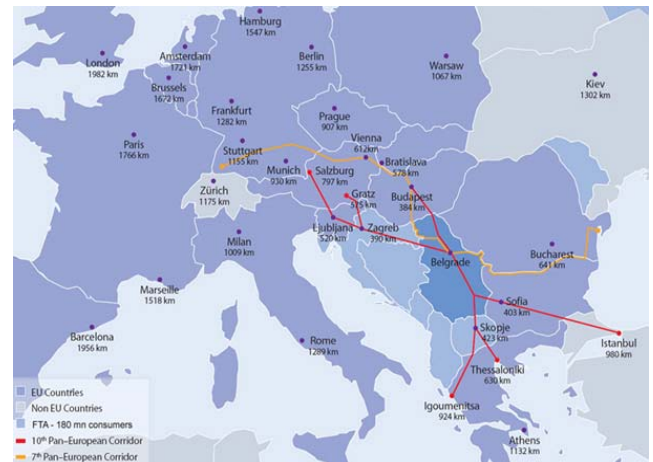 Hamburg
1547 km
Amsterdam
1721 km
Berlin
1255 km
London
1982 km
Warsaw
1067 km
Brussels
1672 km
Kiev
1302 km
Frankfurt
1282 km
Prague
907 km
Paris
1766 km
Stuttgart
1155 km
Vienna
612km
Bratislava
578 km
Munich
930 km
Salzburg
797 km
Zürich
1175 km
Gratz
575 km
Budapest
384 km
Ljubljana
520 km
Zagreb
390 km
Milan
1009 km
Belgrade
Bucharest
641 km
Marseille
1518 km
Sofia
403 km
Skopje
423 km
Barcelona
1956 km
Rome
1289 km
Istanbul
980 km
Thessaloniki
630 km
Igoumenitsa
924 km
Athens
1132 km
EU Countries
Non EU Countries
FTA - 180 mn consumers
10th Pan-European Corridor
7th Pan-European Corridor